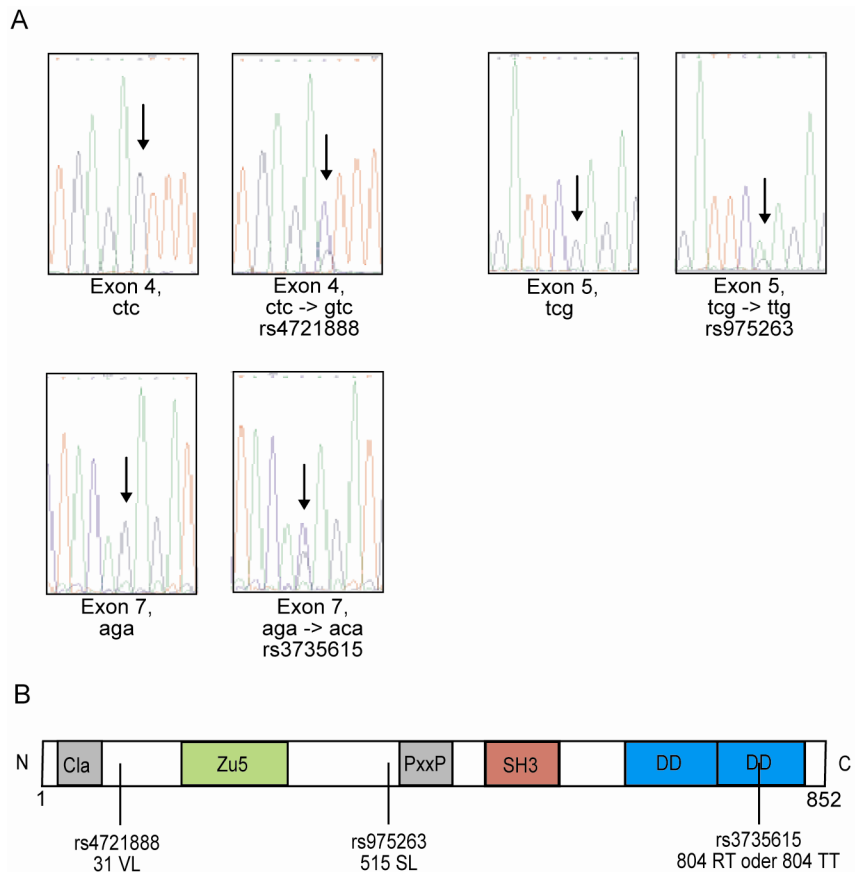 A
Exon 4,
ctc
Exon 4,
ctc -> gtc
rs4721888
Exon 5,
tcg
Exon 5,
tcg -> ttg
rs975263
Exon 7,
aga
Exon 7,
aga -> aca
rs3735615
B
N
Cla
Zu5
PxxP
SH3
DD
DD
C
1
852
rs4721888
31 VL
rs975263
515 SL
rs3735615
804 RT oder 804 TT